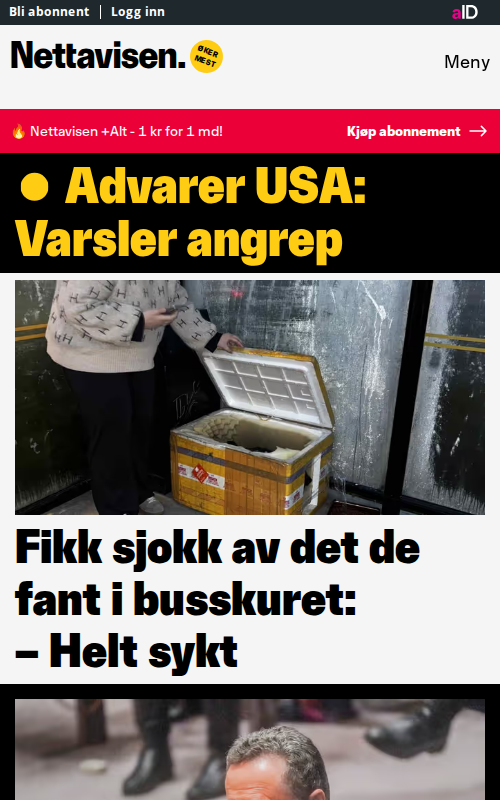 Bli abonnent | Logg inn
aID
Nettavisen.
ØKER
MEST
Meny
🔥 Nettavisen +Alt - 1 kr for 1 md!
Kjøp abonnement →
● Advarer USA:
Varsler angrep
Fikk sjokk av det de
fant i busskuret:
– Helt sykt